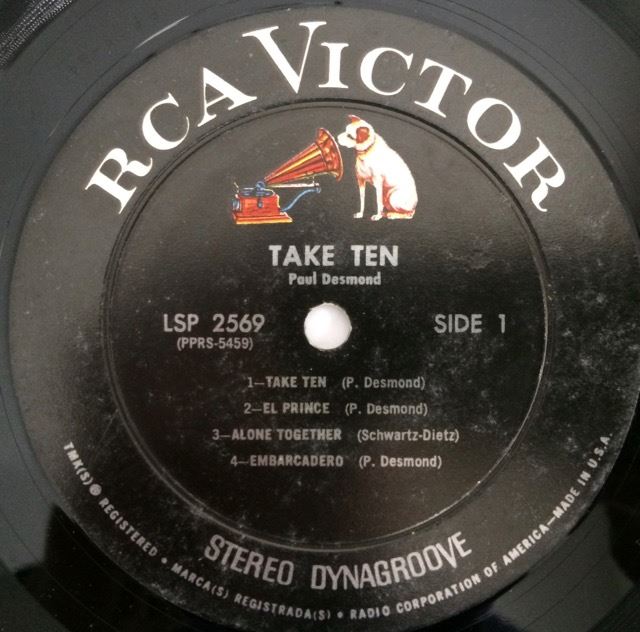 RCA VICTOR
TAKE TEN
Paul Desmond
LSP 2569
(PPRS-5459)
SIDE 1
1—TAKE TEN (P. Desmond)
2—EL PRINCE (P. Desmond)
3—ALONE TOGETHER (Schwartz-Dietz)
4—EMBARCADERO (P. Desmond)
STEREO DYNAGROOVE
TMK(S) ® REGISTERED • MARCA(S) REGISTRADA(S) • RADIO CORPORATION OF AMERICA—MADE IN U.S.A.